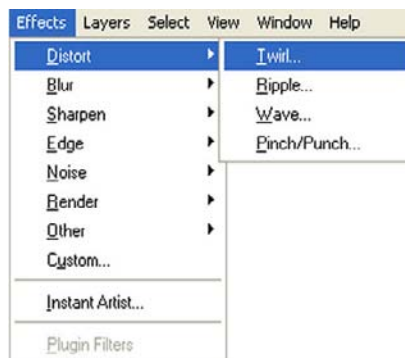 Effects Layers Select View Window Help
Distort
Twirl...
Blur
Ripple...
Sharpen
Wave...
Edge
Pinch/Punch...
Noise
Render
Other
Custom...
Instant Artist...
Plugin Filters